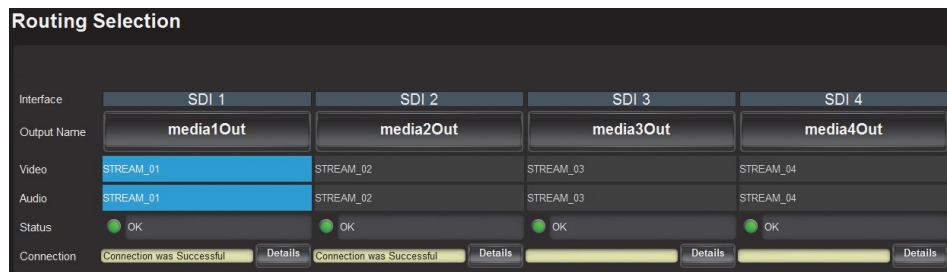 Routing Selection
Interface SDI 1 SDI 2 SDI 3 SDI 4
Output Name media1Out media2Out media3Out media4Out
Video STREAM_01 STREAM_02 STREAM_03 STREAM_04
Audio STREAM_01 STREAM_02 STREAM_03 STREAM_04
Status OK OK OK OK
Connection Connection was Successful Details Connection was Successful Details Details Details